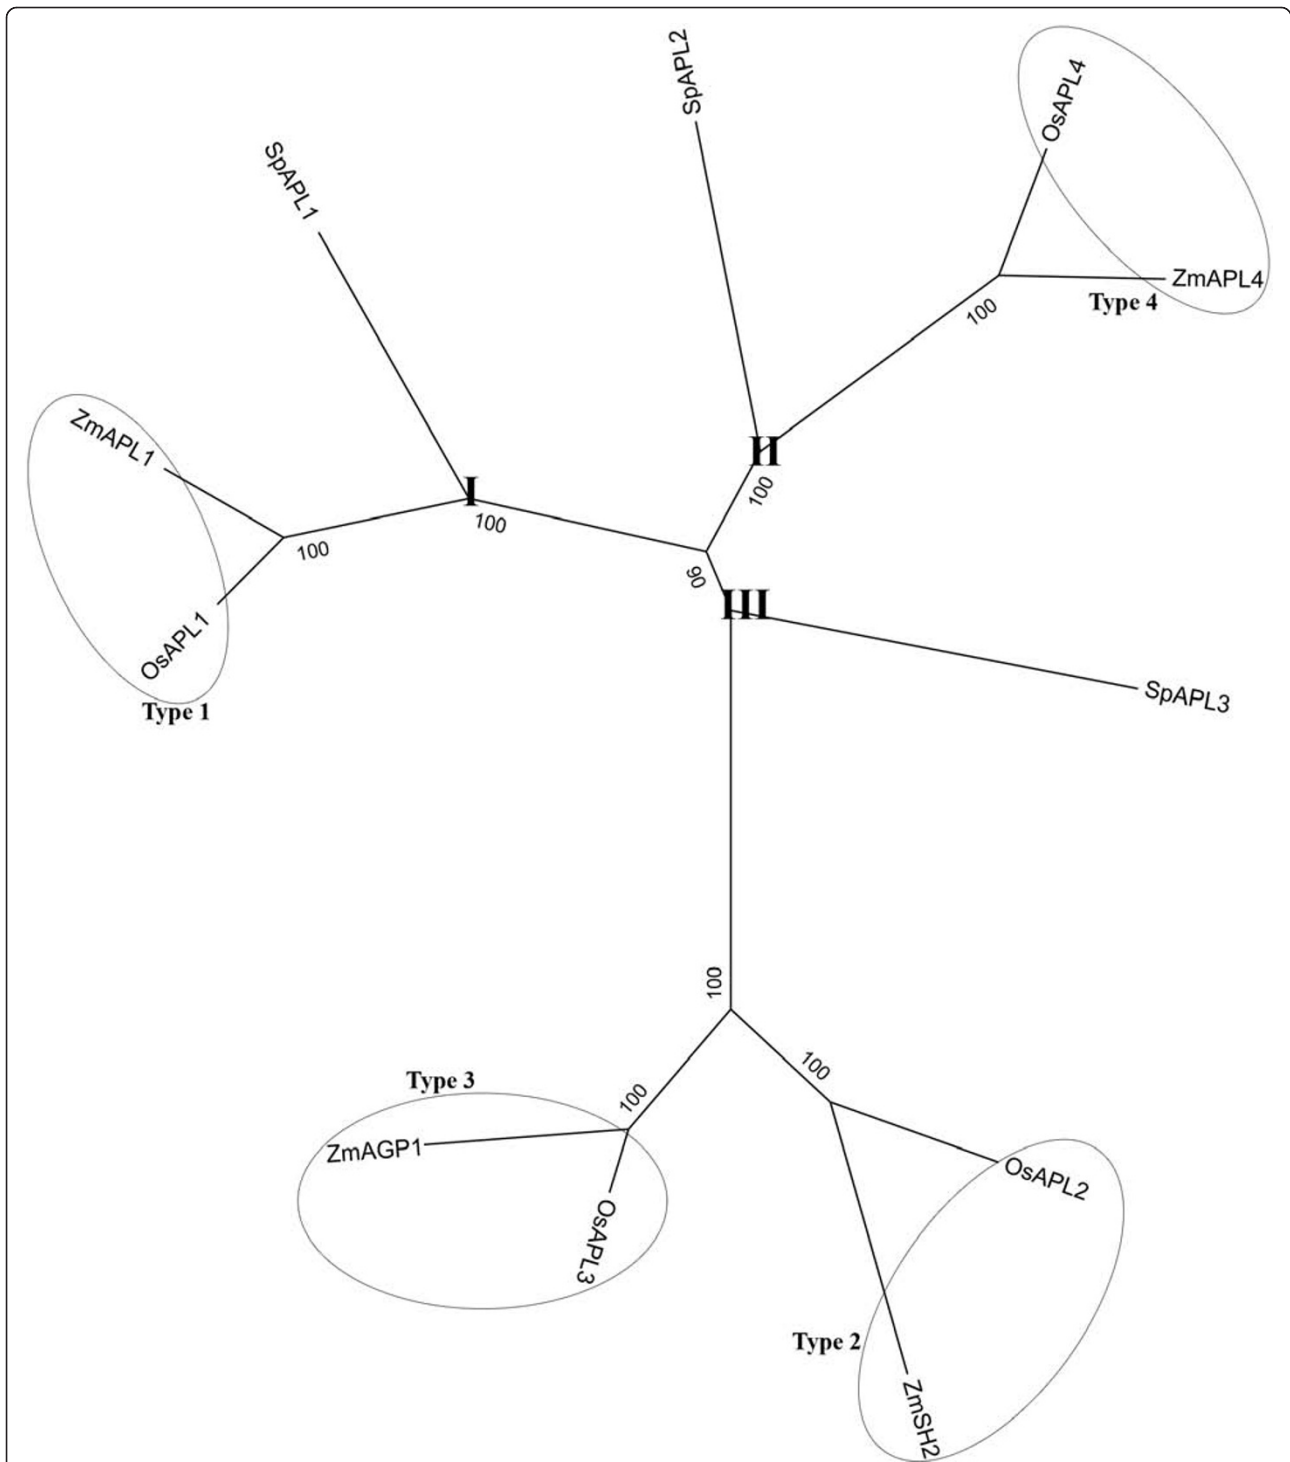 SpAPL2
OsAPL4
SpAPL1
ZmAPL4
Type 4
100
ZmAPL1
II
I
100
100
100
90
III
OsAPL1
SpAPL3
Type 1
100
100
Type 3
100
ZmAGP1
OsAPL2
OsAPL3
Type 2
ZmSH2